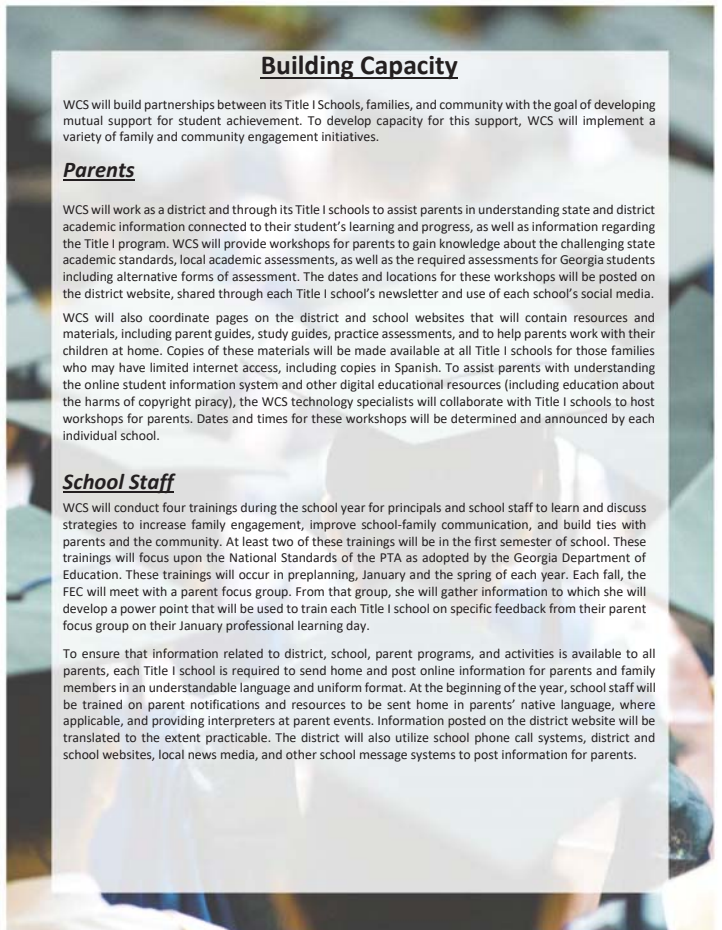 Building Capacity
WCS will build partnerships between its Title I Schools, families, and community with the goal of developing
mutual support for student achievement. To develop capacity for this support, WCS will implement a
variety of family and community engagement initiatives.
Parents
WCS will work as a district and through its Title I schools to assist parents in understanding state and district
academic information connected to their student’s learning and progress, as well as information regarding
the Title I program. WCS will provide workshops for parents to gain knowledge about the challenging state
academic standards, local academic assessments, as well as the required assessments for Georgia students
including alternative forms of assessment. The dates and locations for these workshops will be posted on
the district website, shared through each Title I school’s newsletter and use of each school’s social media.
WCS will also coordinate pages on the district and school websites that will contain resources and
materials, including parent guides, study guides, practice assessments, and to help parents work with their
children at home. Copies of these materials will be made available at all Title I schools for those families
who may have limited internet access, including copies in Spanish. To assist parents with understanding
the online student information system and other digital educational resources (including education about
the harms of copyright piracy), the WCS technology specialists will collaborate with Title I schools to host
workshops for parents. Dates and times for these workshops will be determined and announced by each
individual school.
School Staff
WCS will conduct four trainings during the school year for principals and school staff to learn and discuss
strategies to increase family engagement, improve school-family communication, and build ties with
parents and the community. At least two of these trainings will be in the first semester of school. These
trainings will focus upon the National Standards of the PTA as adopted by the Georgia Department of
Education. These trainings will occur in preplanning, January and the spring of each year. Each fall, the
FEC will meet with a parent focus group. From that group, she will gather information to which she will
develop a power point that will be used to train each Title I school on specific feedback from their parent
focus group on their January professional learning day.
To ensure that information related to district, school, parent programs, and activities is available to all
parents, each Title I school is required to send home and post online information for parents and family
members in an understandable language and uniform format. At the beginning of the year, school staff will
be trained on parent notifications and resources to be sent home in parents’ native language, where
applicable, and providing interpreters at parent events. Information posted on the district website will be
translated to the extent practicable. The district will also utilize school phone call systems, district and
school websites, local news media, and other school message systems to post information for parents.